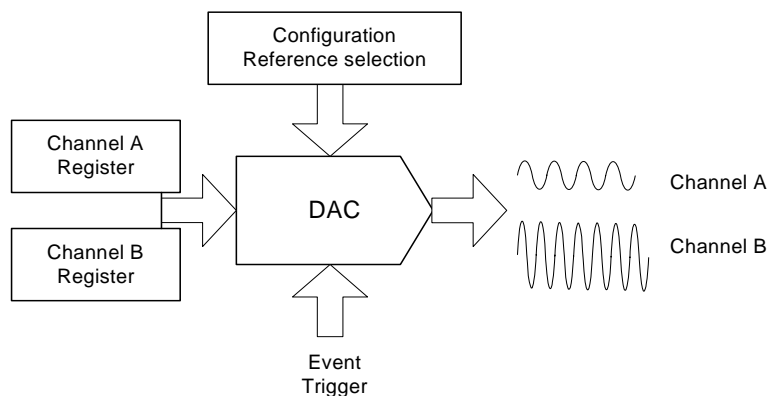 Configuration
Reference selection
Channel A
Register
DAC
Channel A
Channel B
Channel B
Register
Event
Trigger